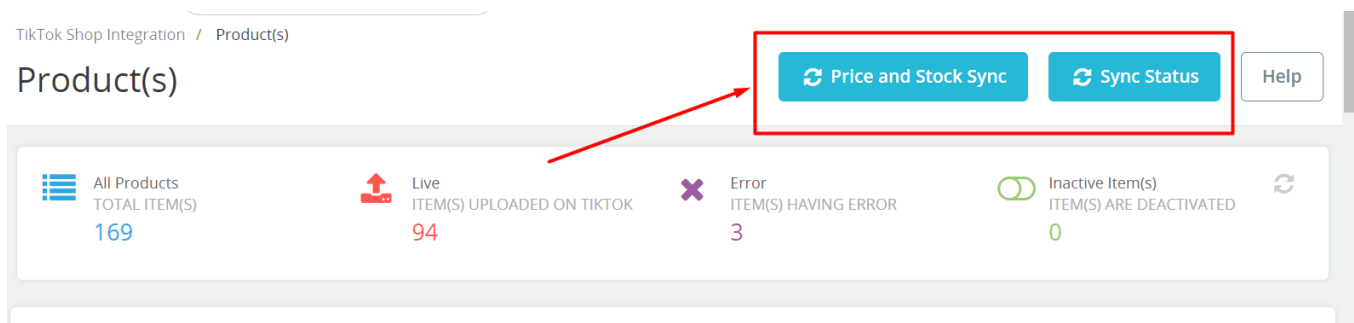 TikTok Shop Integration / Product(s)
Product(s)
Price and Stock Sync
Sync Status
Help
All Products
TOTAL ITEM(S)
169
Live
ITEM(S) UPLOADED ON TIKTOK
94
Error
ITEM(S) HAVING ERROR
3
Inactive Item(s)
ITEM(S) ARE DEACTIVATED
0